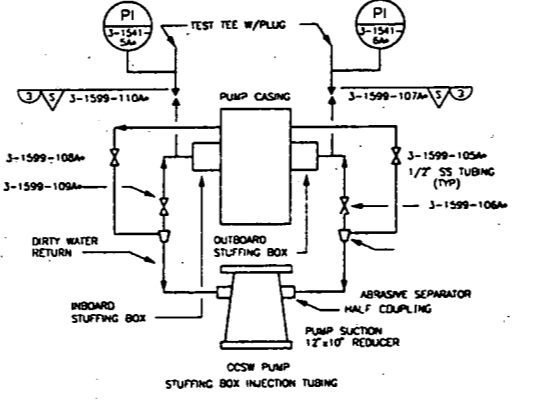 PI
3-1541-
5A*
TEST TEE W/PLUG
PI
3-1541-
6A*
3 S 3-1599-110A*
PUMP CASING
3-1599-107A* S 3
3-1599-108A*
3-1599-109A*
3-1599-105A*
1/2" SS TUBING
(TYP)
3-1599-106A*
DIRTY WATER
RETURN
OUTBOARD
STUFFING BOX
INBOARD
STUFFING BOX
ABRASIVE SEPARATOR
HALF COUPLING
PUMP SUCTION
12"x10" REDUCER
CCSW PUMP
STUFFING BOX INJECTION TUBING